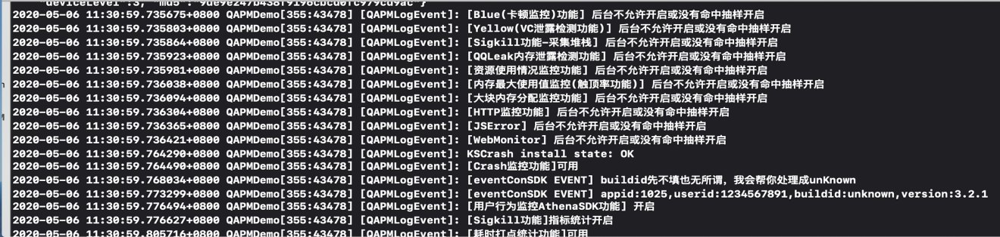 "deviceLevel":3, "md5":
2020-05-06 11:30:59.735675+0800 QAPMDemo[355:43478] [QAPMLogEvent]: [Blue(卡顿监控)功能] 后台不允许开启或没有命中抽样开启
2020-05-06 11:30:59.735803+0800 QAPMDemo[355:43478] [QAPMLogEvent]: [Yellow(VC泄露检测功能)] 后台不允许开启或没有命中抽样开启
2020-05-06 11:30:59.735864+0800 QAPMDemo[355:43478] [QAPMLogEvent]: [Sigkill功能-采集堆栈] 后台不允许开启或没有命中抽样开启
2020-05-06 11:30:59.735923+0800 QAPMDemo[355:43478] [QAPMLogEvent]: [QQLeak内存泄露检测功能] 后台不允许开启或没有命中抽样开启
2020-05-06 11:30:59.735981+0800 QAPMDemo[355:43478] [QAPMLogEvent]: [资源使用情况监控功能] 后台不允许开启或没有命中抽样开启
2020-05-06 11:30:59.736038+0800 QAPMDemo[355:43478] [QAPMLogEvent]: [内存最大使用值监控(触顶率功能)] 后台不允许开启或没有命中抽样开启
2020-05-06 11:30:59.736094+0800 QAPMDemo[355:43478] [QAPMLogEvent]: [大块内存分配监控功能] 后台不允许开启或没有命中抽样开启
2020-05-06 11:30:59.736304+0800 QAPMDemo[355:43478] [QAPMLogEvent]: [HTTP监控功能] 后台不允许开启或没有命中抽样开启
2020-05-06 11:30:59.736365+0800 QAPMDemo[355:43478] [QAPMLogEvent]: [JSError] 后台不允许开启或没有命中抽样开启
2020-05-06 11:30:59.736421+0800 QAPMDemo[355:43478] [QAPMLogEvent]: [WebMonitor] 后台不允许开启或没有命中抽样开启
2020-05-06 11:30:59.764290+0800 QAPMDemo[355:43478] [QAPMLogEvent]: KSCrash install state: OK
2020-05-06 11:30:59.764490+0800 QAPMDemo[355:43478] [QAPMLogEvent]: [Crash监控功能]可用
2020-05-06 11:30:59.768034+0800 QAPMDemo[355:43478] [QAPMLogEvent]: [eventConSDK EVENT] buildid先不填也无所谓，我会帮你处理成unKnown
2020-05-06 11:30:59.773299+0800 QAPMDemo[355:43478] [QAPMLogEvent]: [eventConSDK EVENT] appid:1025,userid:1234567891,buildid:unknown,version:3.2.1
2020-05-06 11:30:59.776494+0800 QAPMDemo[355:43478] [QAPMLogEvent]: [用户行为监控AthenaSDK功能] 开启
2020-05-06 11:30:59.776627+0800 QAPMDemo[355:43478] [QAPMLogEvent]: [Sigkill功能]指标统计开启
2020-05-06 11:30:59.805716+0800 QAPMDemo[355:43478] [QAPMLogEvent]: [耗时打点统计功能]可用